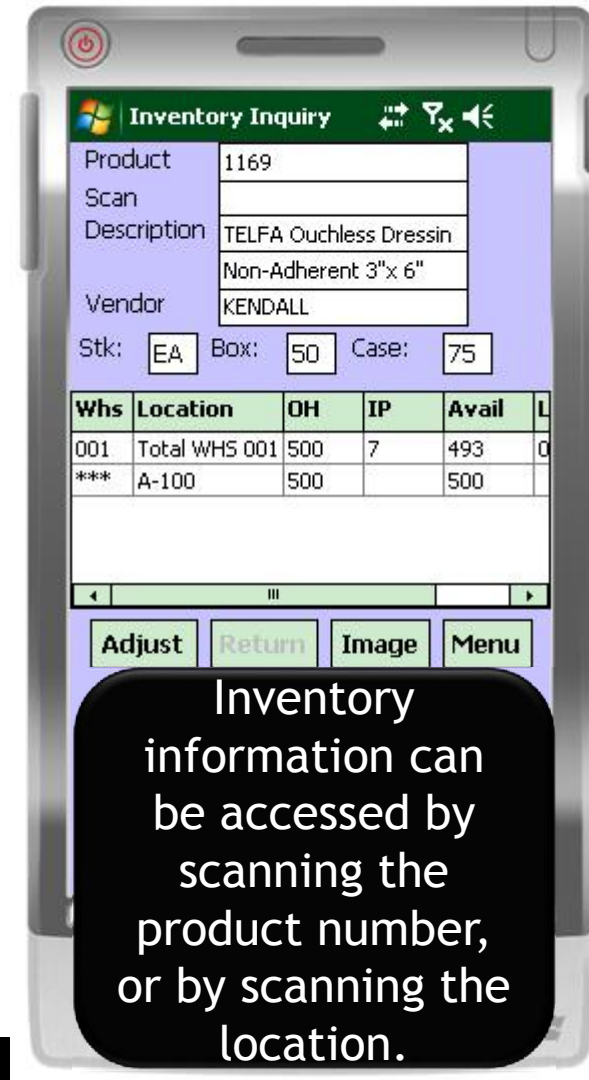 Inventory Inquiry
Product 1169
Scan
Description TELFA Ouchless Dressin
Non-Adherent 3"x 6"
Vendor KENDALL
Stk: EA Box: 50 Case: 75
Whs Location OH IP Avail L
001 Total WHS 001 500 7 493 0
*** A-100 500 500
Adjust Return Image Menu
Inventory
information can
be accessed by
scanning the
product number,
or by scanning the
location.